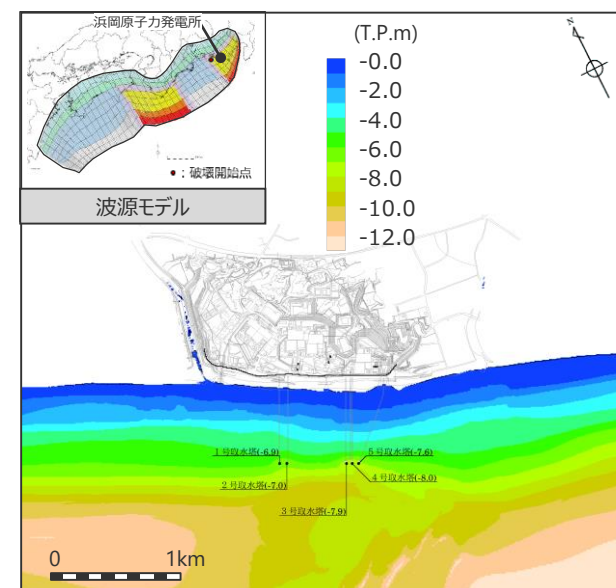 浜岡原子力発電所
●：破壊開始点
波源モデル
(T.P.m)
-0.0
-2.0
-4.0
-6.0
-8.0
-10.0
-12.0
N
1号取水塔(-6.9)
5号取水塔(-7.6)
2号取水塔(-7.0)
4号取水塔(-8.0)
3号取水塔(-7.9)
0 1km